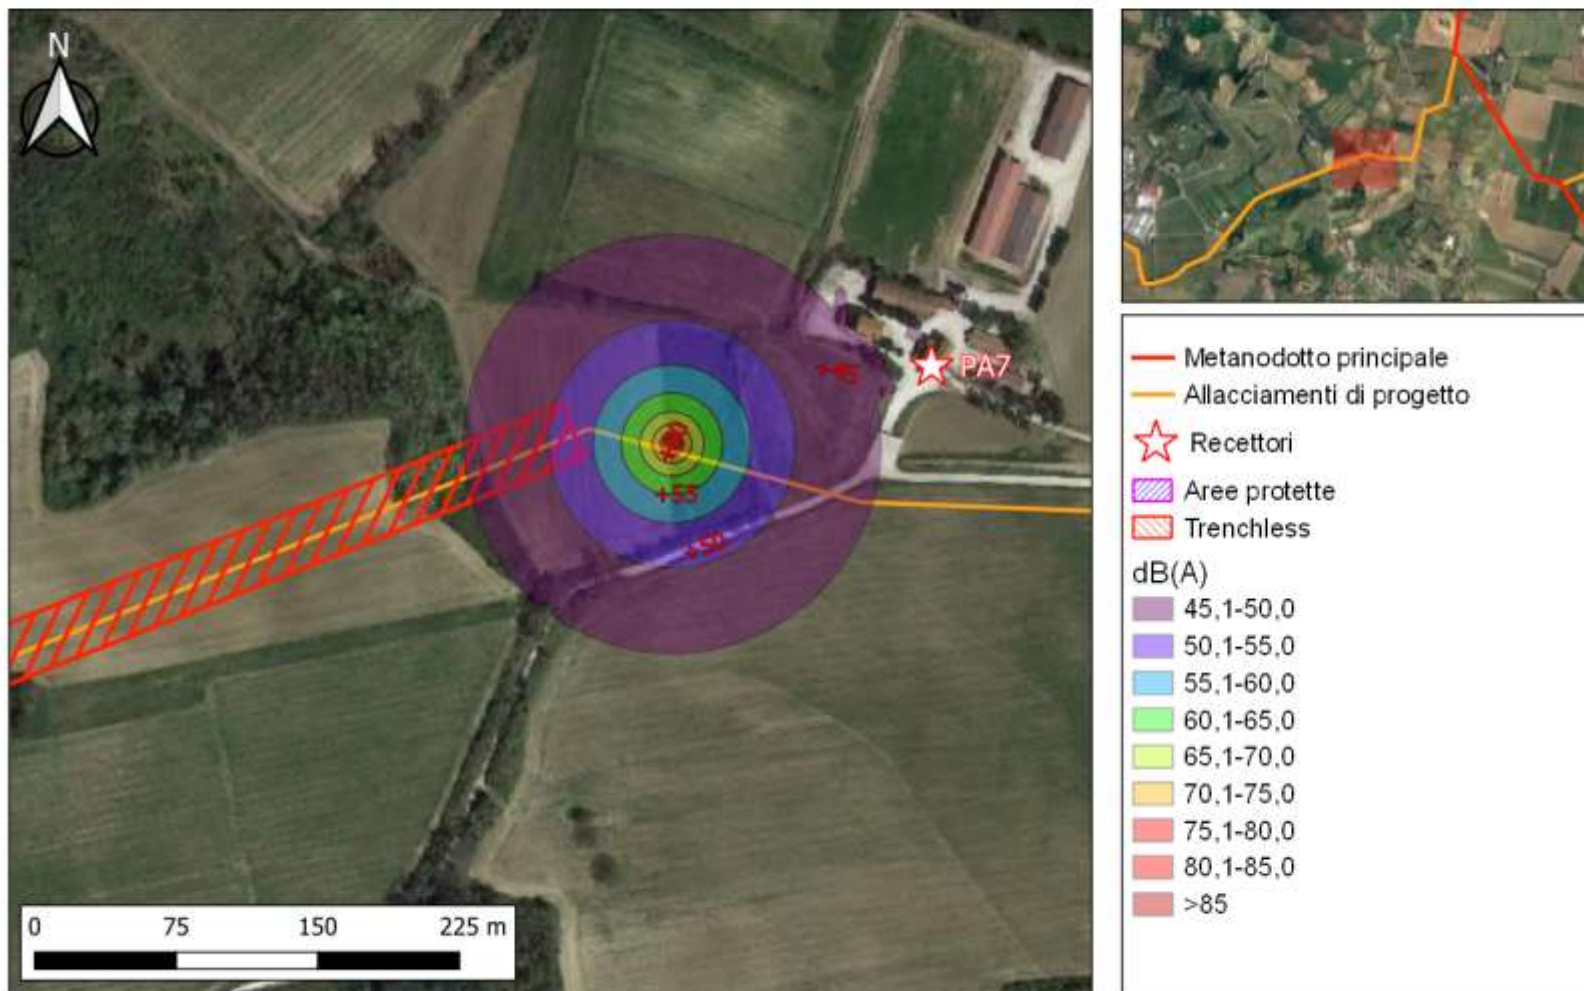 N
PA7
+45
+55
+50
0 75 150 225 m
Metanodotto principale
Allacciamenti di progetto
Recettori
Aree protette
Trenchless
dB(A)
45,1-50,0
50,1-55,0
55,1-60,0
60,1-65,0
65,1-70,0
70,1-75,0
75,1-80,0
80,1-85,0
>85